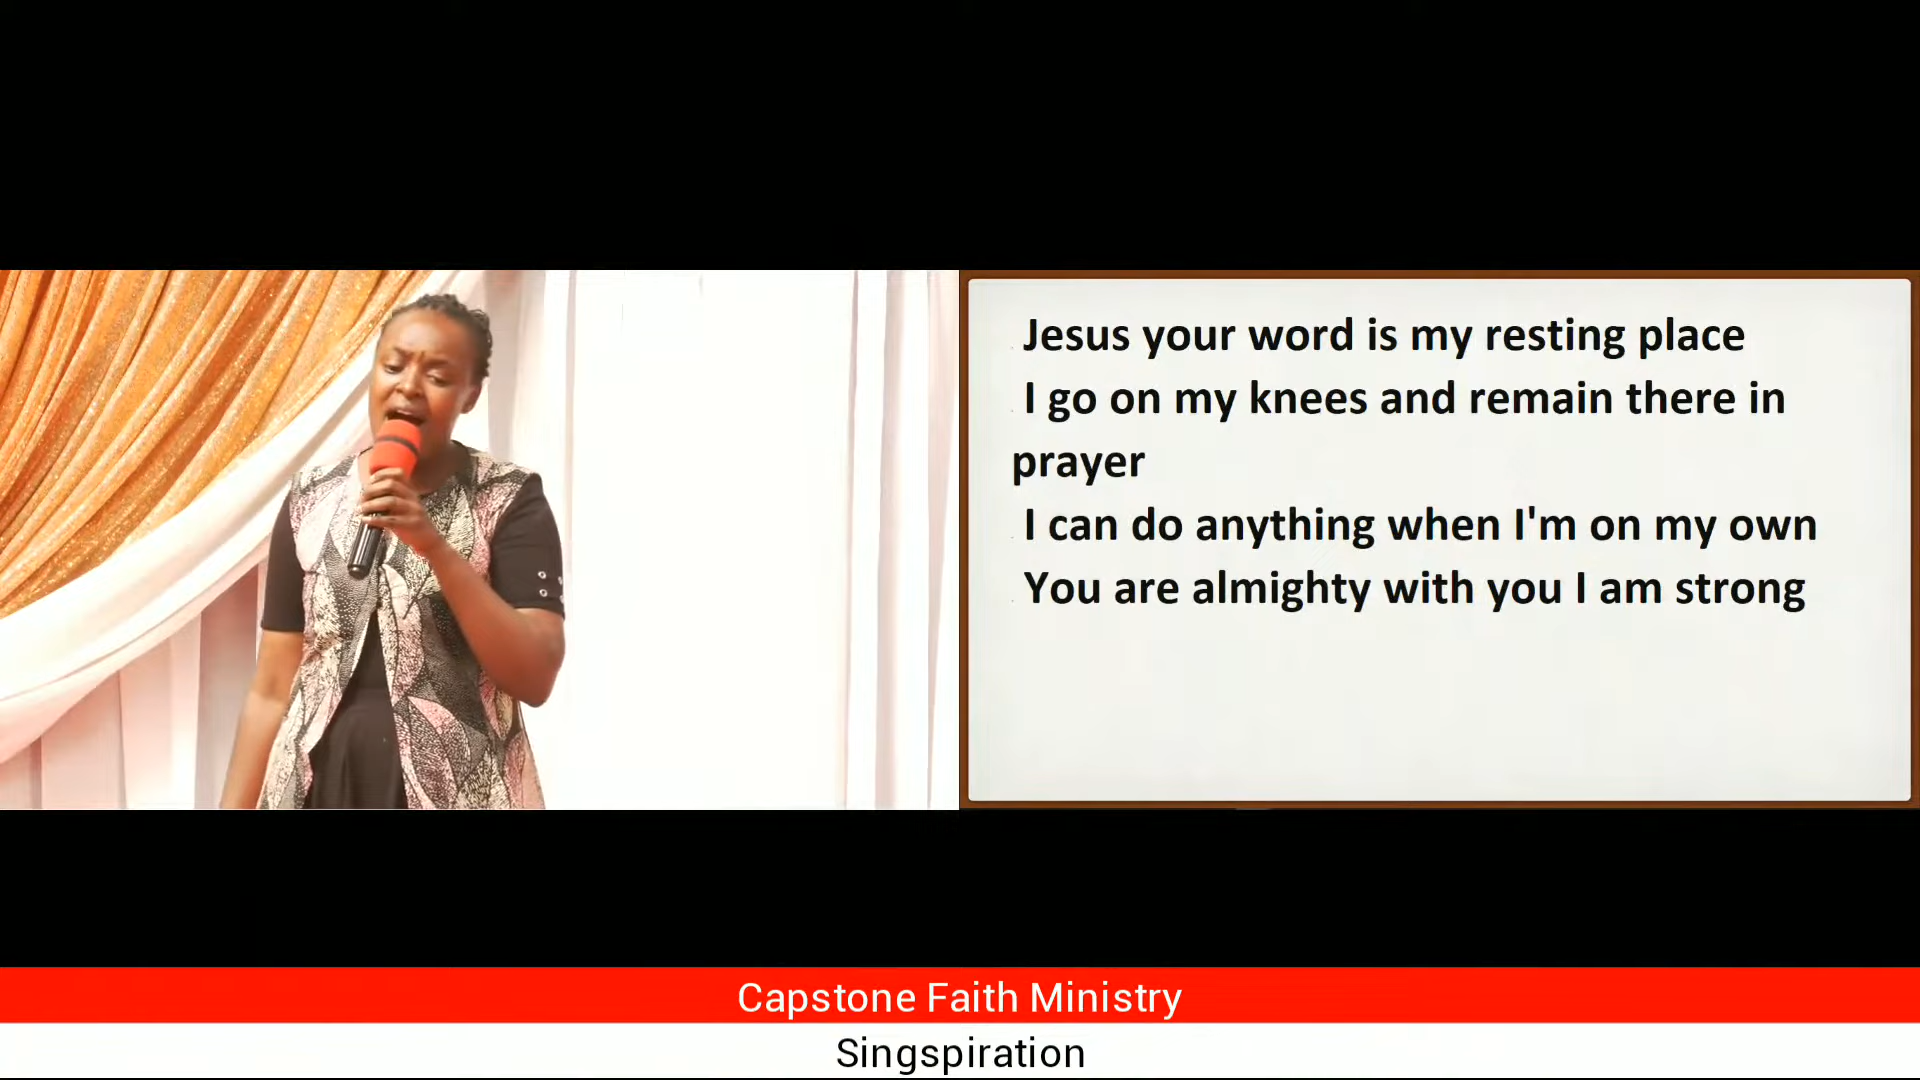 Jesus your word is my resting place
I go on my knees and remain there in
prayer
I can do anything when I'm on my own
You are almighty with you I am strong
Capstone Faith Ministry
Singspiration